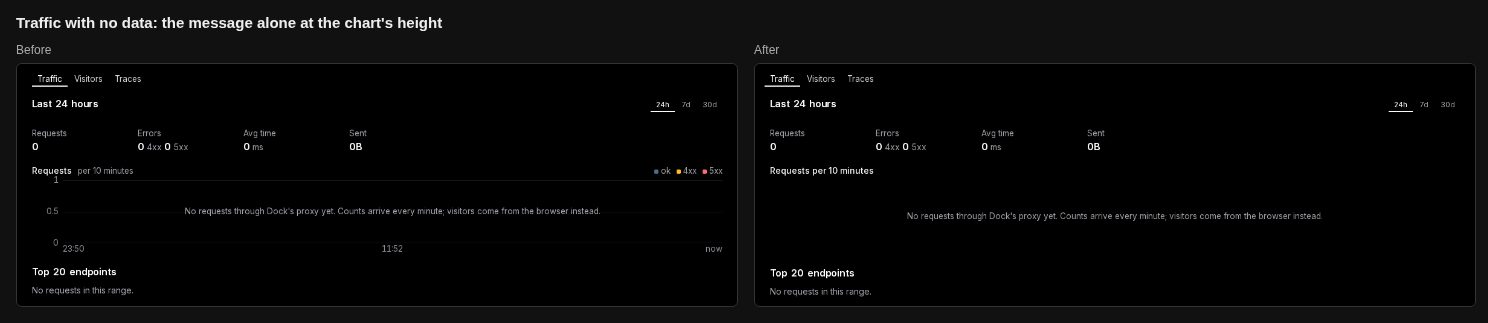 Traffic with no data: the message alone at the chart's height
Before
Traffic Visitors Traces
Last 24 hours 24h 7d 30d
Requests Errors Avg time Sent
0 0 4xx 0 5xx 0 ms 0B
Requests per 10 minutes ok 4xx 5xx
1
0.5 No requests through Dock's proxy yet. Counts arrive every minute; visitors come from the browser instead.
0
23:50 11:52 now
Top 20 endpoints
No requests in this range.
After
Traffic Visitors Traces
Last 24 hours 24h 7d 30d
Requests Errors Avg time Sent
0 0 4xx 0 5xx 0 ms 0B
Requests per 10 minutes
No requests through Dock's proxy yet. Counts arrive every minute; visitors come from the browser instead.
Top 20 endpoints
No requests in this range.